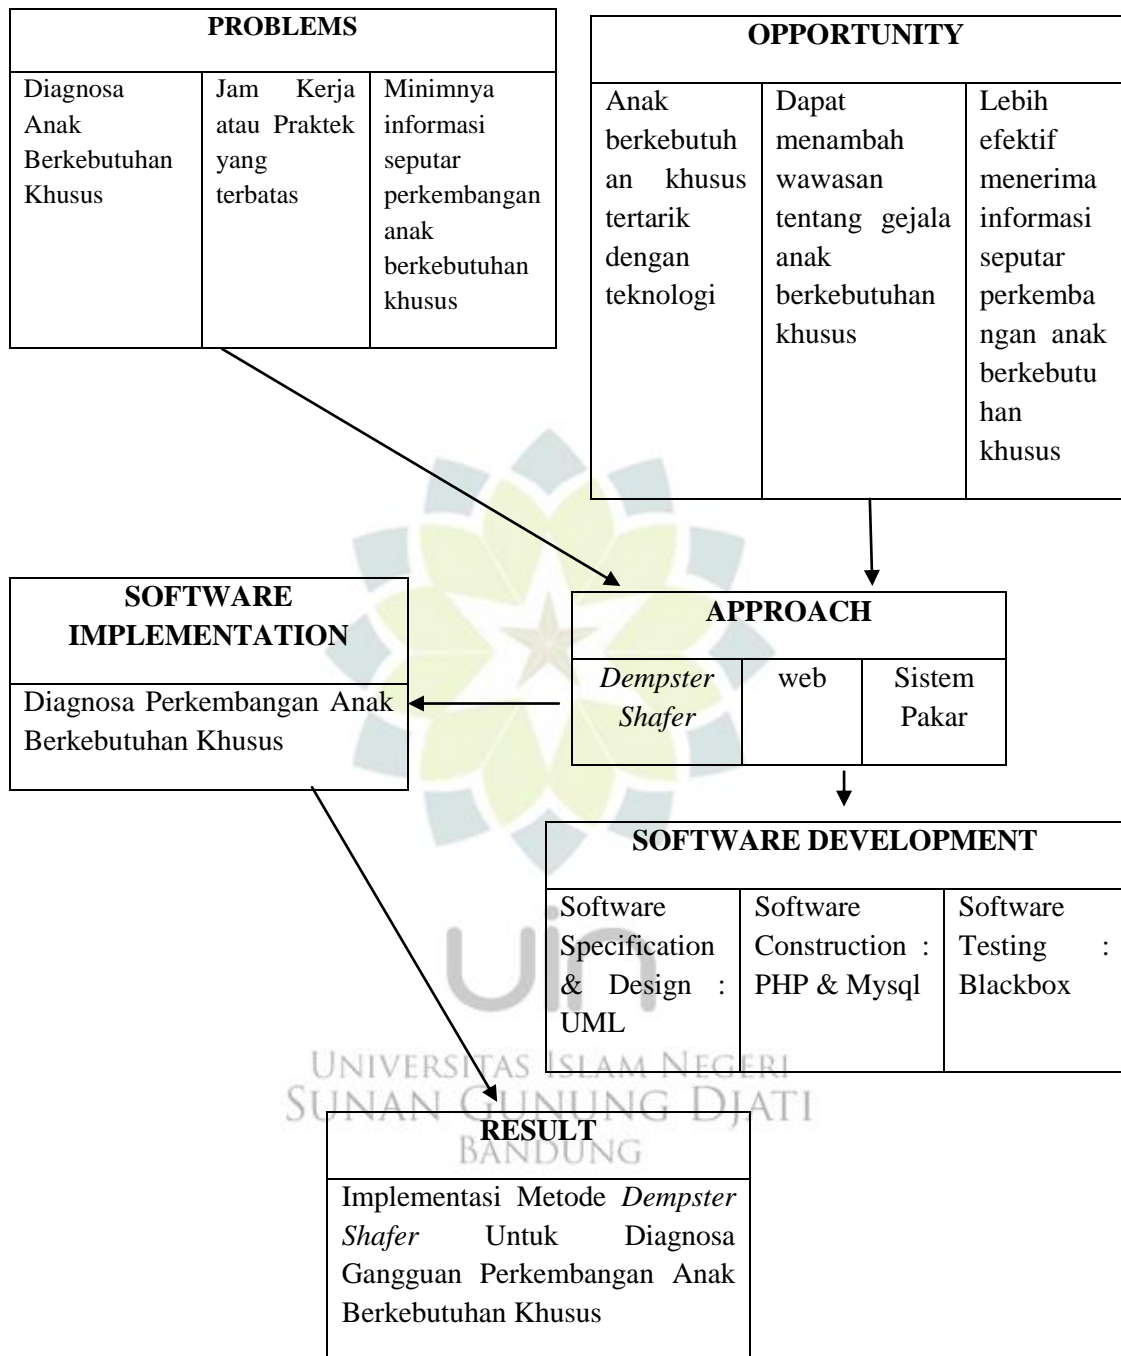 PROBLEMS
Diagnosa
Anak
Berkebutuhan
Khusus
Jam Kerja
atau Praktek
yang
terbatas
Minimnya
informasi
seputar
perkembangan
anak
berkebutuhan
khusus
OPPORTUNITY
Anak
berkebutuh
an khusus
tertarik
dengan
teknologi
Dapat
menambah
wawasan
tentang gejala
anak
berkebutuhan
khusus
Lebih
efektif
menerima
informasi
seputar
perkemba
ngan anak
berkebutu
han
khusus
SOFTWARE
IMPLEMENTATION
Diagnosa Perkembangan Anak
Berkebutuhan Khusus
APPROACH
Dempster
Shafer
web
Sistem
Pakar
SOFTWARE DEVELOPMENT
Software
Specification
& Design :
UML
Software
Construction :
PHP & Mysql
Software
Testing :
Blackbox
uin
UNIVERSITAS ISLAM NEGERI
SUNAN GUNUNG DJATI
BANDUNG
RESULT
Implementasi Metode Dempster
Shafer Untuk Diagnosa
Gangguan Perkembangan Anak
Berkebutuhan Khusus